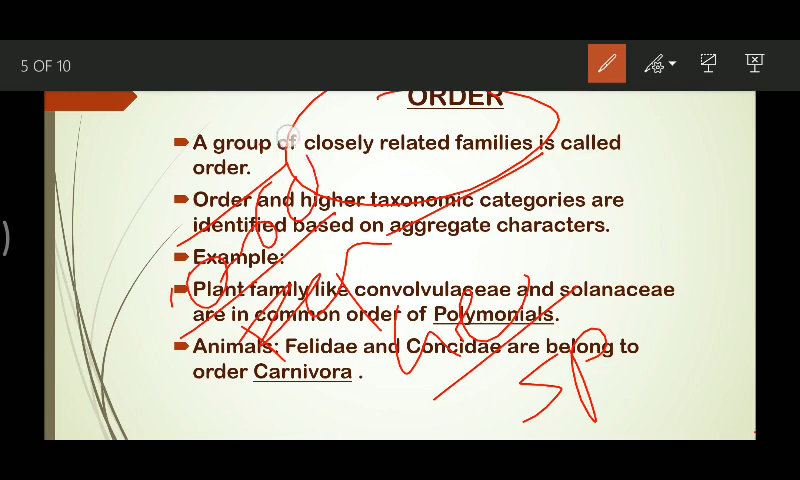 5 OF 10
ORDER
A group of closely related families is called
order.
Order and higher taxonomic categories are
identified based on aggregate characters.
Example:
Plant family like convolvulaceae and solanaceae
are in common order of Polymonials.
Animals: Felidae and Concidae are belong to
order Carnivora .
SP